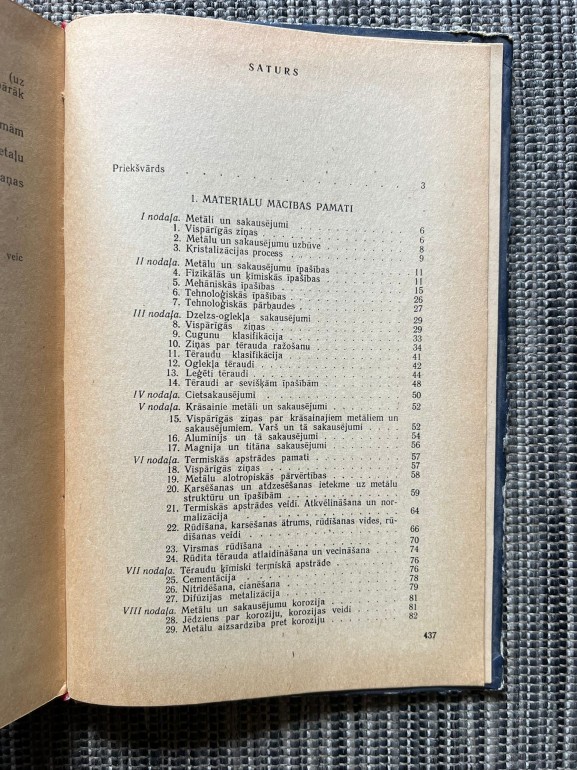 (uz
pārāk
mām
etaļu
aņas
veic
SATURS
Priekšvārds . . . . . . . . . . . . 3
I. MATERIĀLU MĀCĪBAS PAMATI
I nodaļa. Metāli un sakausējumi . . . . . . 6
1. Vispārīgās ziņas . . . . . . 6
2. Metālu un sakausējumu uzbūve . . . . . . 8
3. Kristalizācijas process . . . . . . 9
II nodaļa. Metālu un sakausējumu īpašības . . . . . . 11
4. Fizikālās un ķīmiskās īpašības . . . . . . 11
5. Mehāniskās īpašības . . . . . . 15
6. Tehnoloģiskās īpašības . . . . . . 26
7. Tehnoloģiskās pārbaudes . . . . . . 27
III nodaļa. Dzelzs-oglekļa sakausējumi . . . . . . 29
8. Vispārīgās ziņas . . . . . . 29
9. Čugunu klasifikācija . . . . . . 33
10. Ziņas par tērauda ražošanu . . . . . . 34
11. Tēraudu klasifikācija . . . . . . 41
12. Oglekļa tēraudi . . . . . . 42
13. Leģēti tēraudi . . . . . . 44
14. Tēraudi ar sevišķām īpašībām . . . . . . 48
IV nodaļa. Cietsakausējumi . . . . . . 50
V nodaļa. Krāsainie metāli un sakausējumi . . . . . . 52
15. Vispārīgās ziņas par krāsainajiem metāliem un
sakausējumiem. Varš un tā sakausējumi . . . . . . 52
16. Alumīnijs un tā sakausējumi . . . . . . 54
17. Magnija un titāna sakausējumi . . . . . . 56
VI nodaļa. Termiskās apstrādes pamati . . . . . . 57
18. Vispārīgās ziņas . . . . . . 57
19. Metālu alotropiskās pārvērtības . . . . . . 58
20. Karsēšanas un atdzesēšanas ietekme uz metālu
struktūru un īpašībām . . . . . . 59
21. Termiskās apstrādes veidi. Atkvēlināšana un nor-
malizācija . . . . . . 64
22. Rūdīšana, karsēšanas ātrums, rūdīšanas vides, rū-
dīšanas veidi . . . . . . 66
23. Virsmas rūdīšana . . . . . . 70
24. Rūdīta tērauda atlaidināšana un vecināšana . . . . . . 74
VII nodaļa. Tēraudu ķīmiski termiskā apstrāde . . . . . . 76
25. Cementācija . . . . . . 76
26. Nitridēšana, cianēšana . . . . . . 78
27. Difūzijas metalizācija . . . . . . 79
VIII nodaļa. Metālu un sakausējumu korozija . . . . . . 81
28. Jēdziens par koroziju, korozijas veidi . . . . . . 81
29. Metālu aizsardzība pret koroziju . . . . . . 82
437